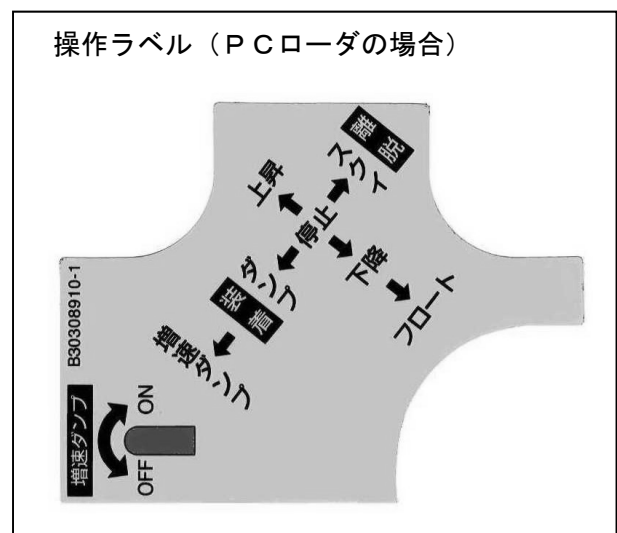 操作ラベル（ＰＣローダの場合）
離脱
スクイ
上昇
停止
ダンプ
下降
装着
フロート
増速ダンプ
B30308910-1
増速ダンプ
ON
OFF